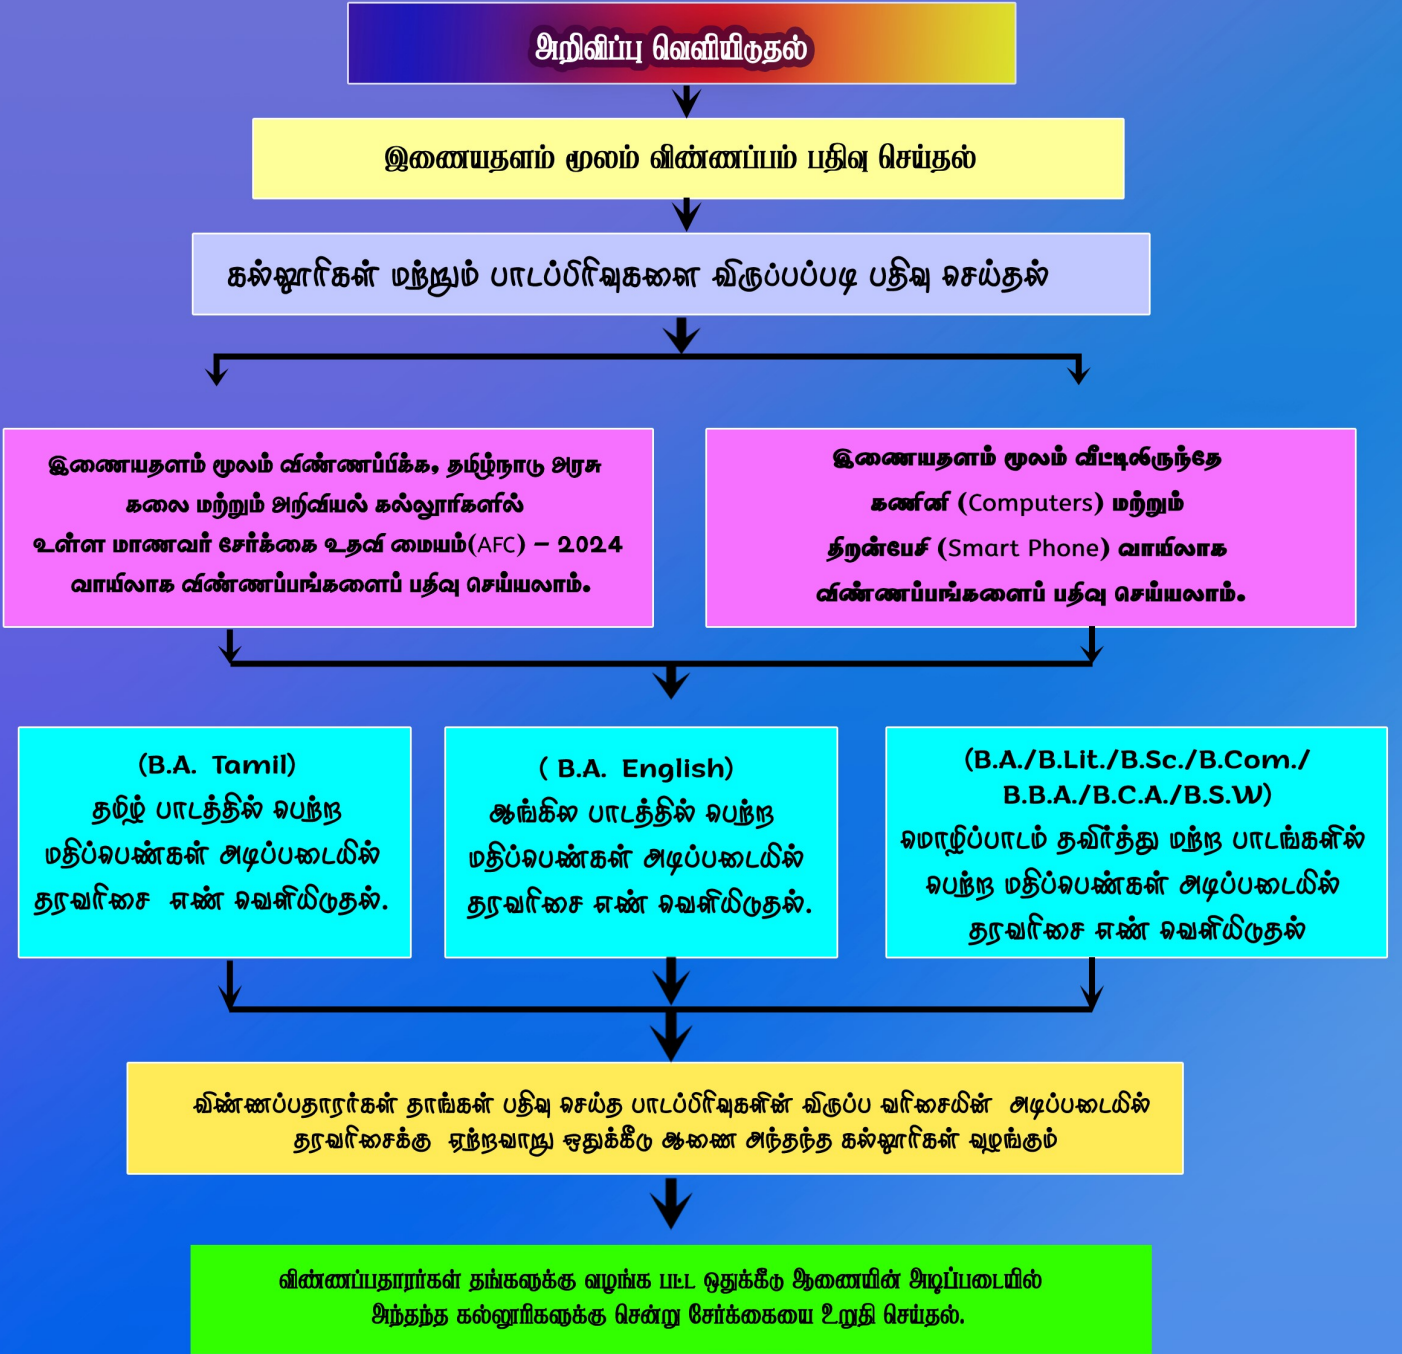 அறிவிப்பு வெளியிடுதல்
இணையதளம் மூலம் விண்ணப்பம் பதிவு செய்தல்
கல்லூரிகள் மற்றும் பாடப்பிரிவுகளை விருப்பப்படி பதிவு செய்தல்
இணையதளம் மூலம் விண்ணப்பிக்க, தமிழ்நாடு அரசு
கலை மற்றும் அறிவியல் கல்லூரிகளில்
உள்ள மாணவர் சேர்க்கை உதவி மையம்(AFC) – 2024
வாயிலாக விண்ணப்பங்களைப் பதிவு செய்யலாம்.
இணையதளம் மூலம் வீட்டிலிருந்தே
கணினி (Computers) மற்றும்
திறன்பேசி (Smart Phone) வாயிலாக
விண்ணப்பங்களைப் பதிவு செய்யலாம்.
(B.A. Tamil)
தமிழ் பாடத்தில் பெற்ற
மதிப்பெண்கள் அடிப்படையில்
தரவரிசை எண் வெளியிடுதல்.
( B.A. English)
ஆங்கில பாடத்தில் பெற்ற
மதிப்பெண்கள் அடிப்படையில்
தரவரிசை எண் வெளியிடுதல்.
(B.A./B.Lit./B.Sc./B.Com./
B.B.A./B.C.A./B.S.W)
மொழிப்பாடம் தவிர்த்து மற்ற பாடங்களில்
பெற்ற மதிப்பெண்கள் அடிப்படையில்
தரவரிசை எண் வெளியிடுதல்
விண்ணப்பதாரர்கள் தாங்கள் பதிவு செய்த பாடப்பிரிவுகளின் விருப்ப வரிசையின் அடிப்படையில்
தரவரிசைக்கு ஏற்றவாறு ஒதுக்கீடு ஆணை அந்தந்த கல்லூரிகள் வழங்கும்
விண்ணப்பதாரர்கள் தங்களுக்கு வழங்க பட்ட ஒதுக்கீடு ஆணையின் அடிப்படையில்
அந்தந்த கல்லூரிகளுக்கு சென்று சேர்க்கையை உறுதி செய்தல்.